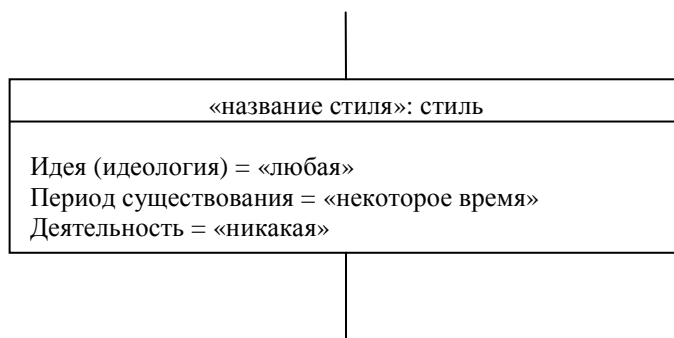 «название стиля»: стиль
Идея (идеология) = «любая»
Период существования = «некоторое время»
Деятельность = «никакая»